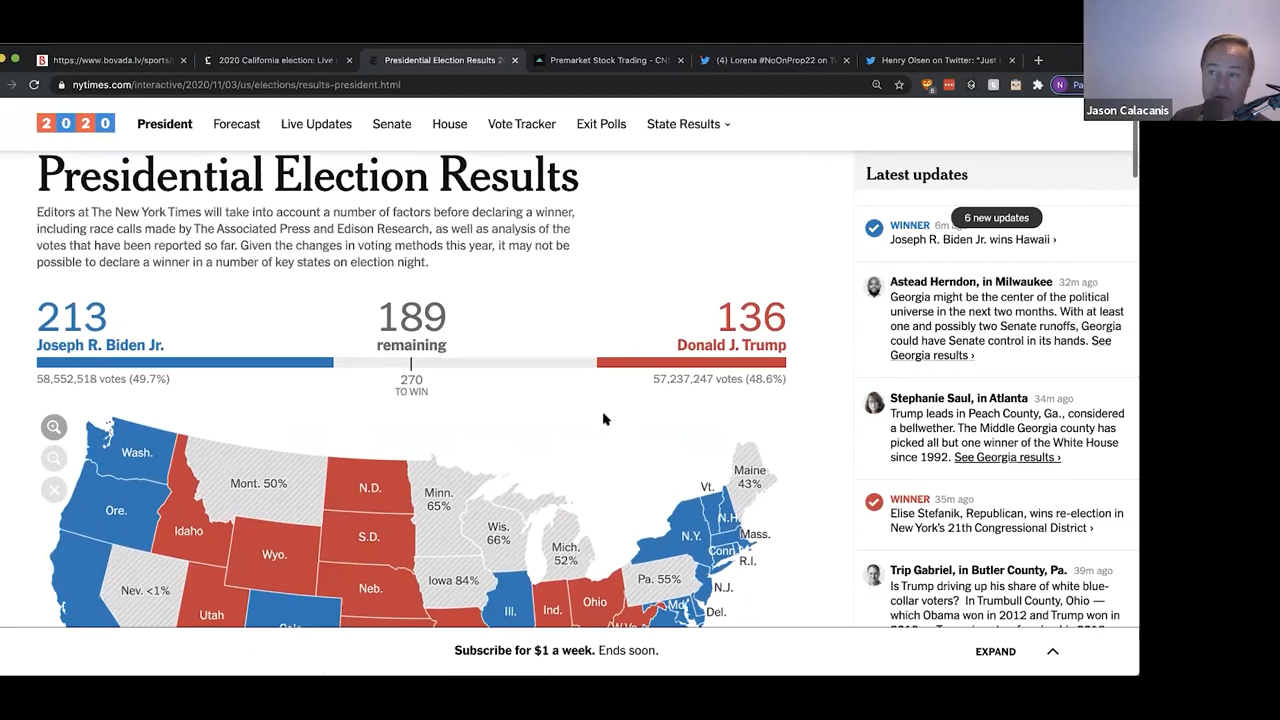 https://www.bovada.lv/sports/
2020 California election: Live
Presidential Election Results 2
Premarket Stock Trading - CN
(4) Lorena #NoOnProp22 on T
Henry Olsen on Twitter: "Just
nytimes.com/interactive/2020/11/03/us/elections/results-president.html
N
Pa
Jason Calacanis
2020
President
Forecast
Live Updates
Senate
House
Vote Tracker
Exit Polls
State Results
Presidential Election Results
Editors at The New York Times will take into account a number of factors before declaring a winner,
including race calls made by The Associated Press and Edison Research, as well as analysis of the
votes that have been reported so far. Given the changes in voting methods this year, it may not be
possible to declare a winner in a number of key states on election night.
213
Joseph R. Biden Jr.
189
remaining
136
Donald J. Trump
58,552,518 votes (49.7%)
270
TO WIN
57,237,247 votes (48.6%)
Wash.
Ore.
Idaho
Mont. 50%
N.D.
S.D.
Wyo.
Neb.
Nev. <1%
Utah
Minn.
65%
Wis.
66%
Iowa 84%
Mich.
52%
Ill.
Ind.
Ohio
Pa. 55%
N.Y.
Vt.
N.H.
Maine
43%
Mass.
Conn.
R.I.
N.J.
Md.
Del.
W.Va.
Colo.
Latest updates
6 new updates
WINNER 6m ago
Joseph R. Biden Jr. wins Hawaii ›
Astead Herndon, in Milwaukee 32m ago
Georgia might be the center of the political
universe in the next two months. With at least
one and possibly two Senate runoffs, Georgia
could have Senate control in its hands. See
Georgia results ›
Stephanie Saul, in Atlanta 34m ago
Trump leads in Peach County, Ga., considered
a bellwether. The Middle Georgia county has
picked all but one winner of the White House
since 1992. See Georgia results ›
WINNER 35m ago
Elise Stefanik, Republican, wins re-election in
New York's 21th Congressional District ›
Trip Gabriel, in Butler County, Pa. 39m ago
Is Trump driving up his share of white blue-
collar voters? In Trumbull County, Ohio —
which Obama won in 2012 and Trump won in
Subscribe for $1 a week. Ends soon.
EXPAND